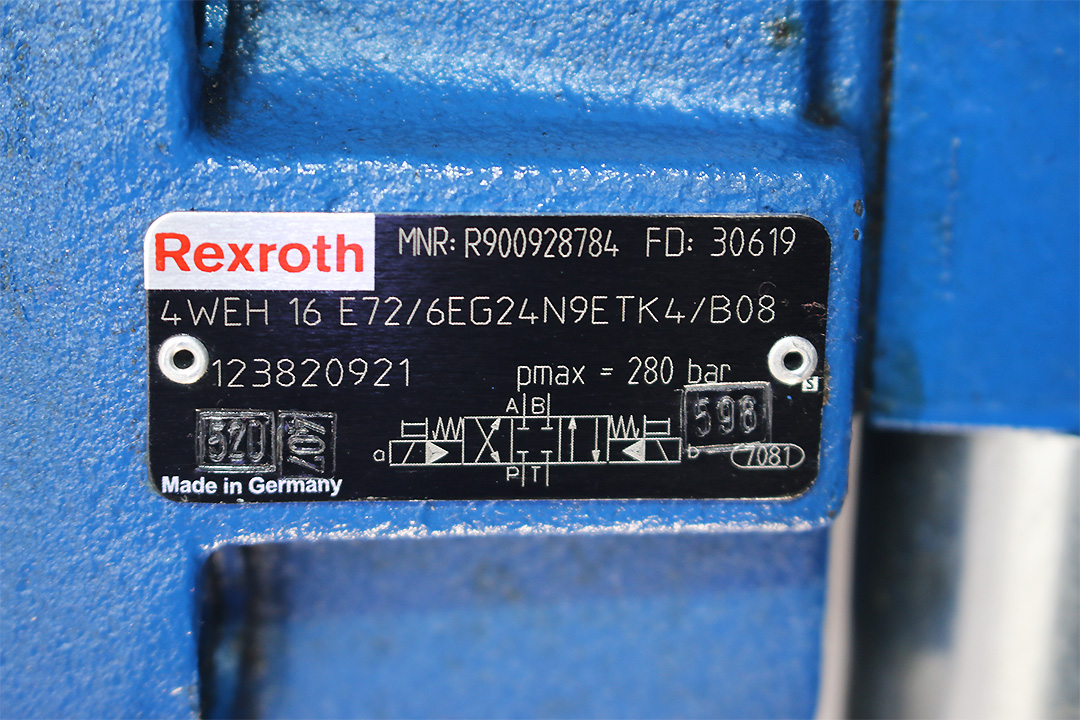 Rexroth MNR: R900928784 FD: 30619
4WEH 16 E72/6EG24N9ETK4/B08
123820921 pmax = 280 bar
S
A B
520 407 598
a b 7081
P T
Made in Germany